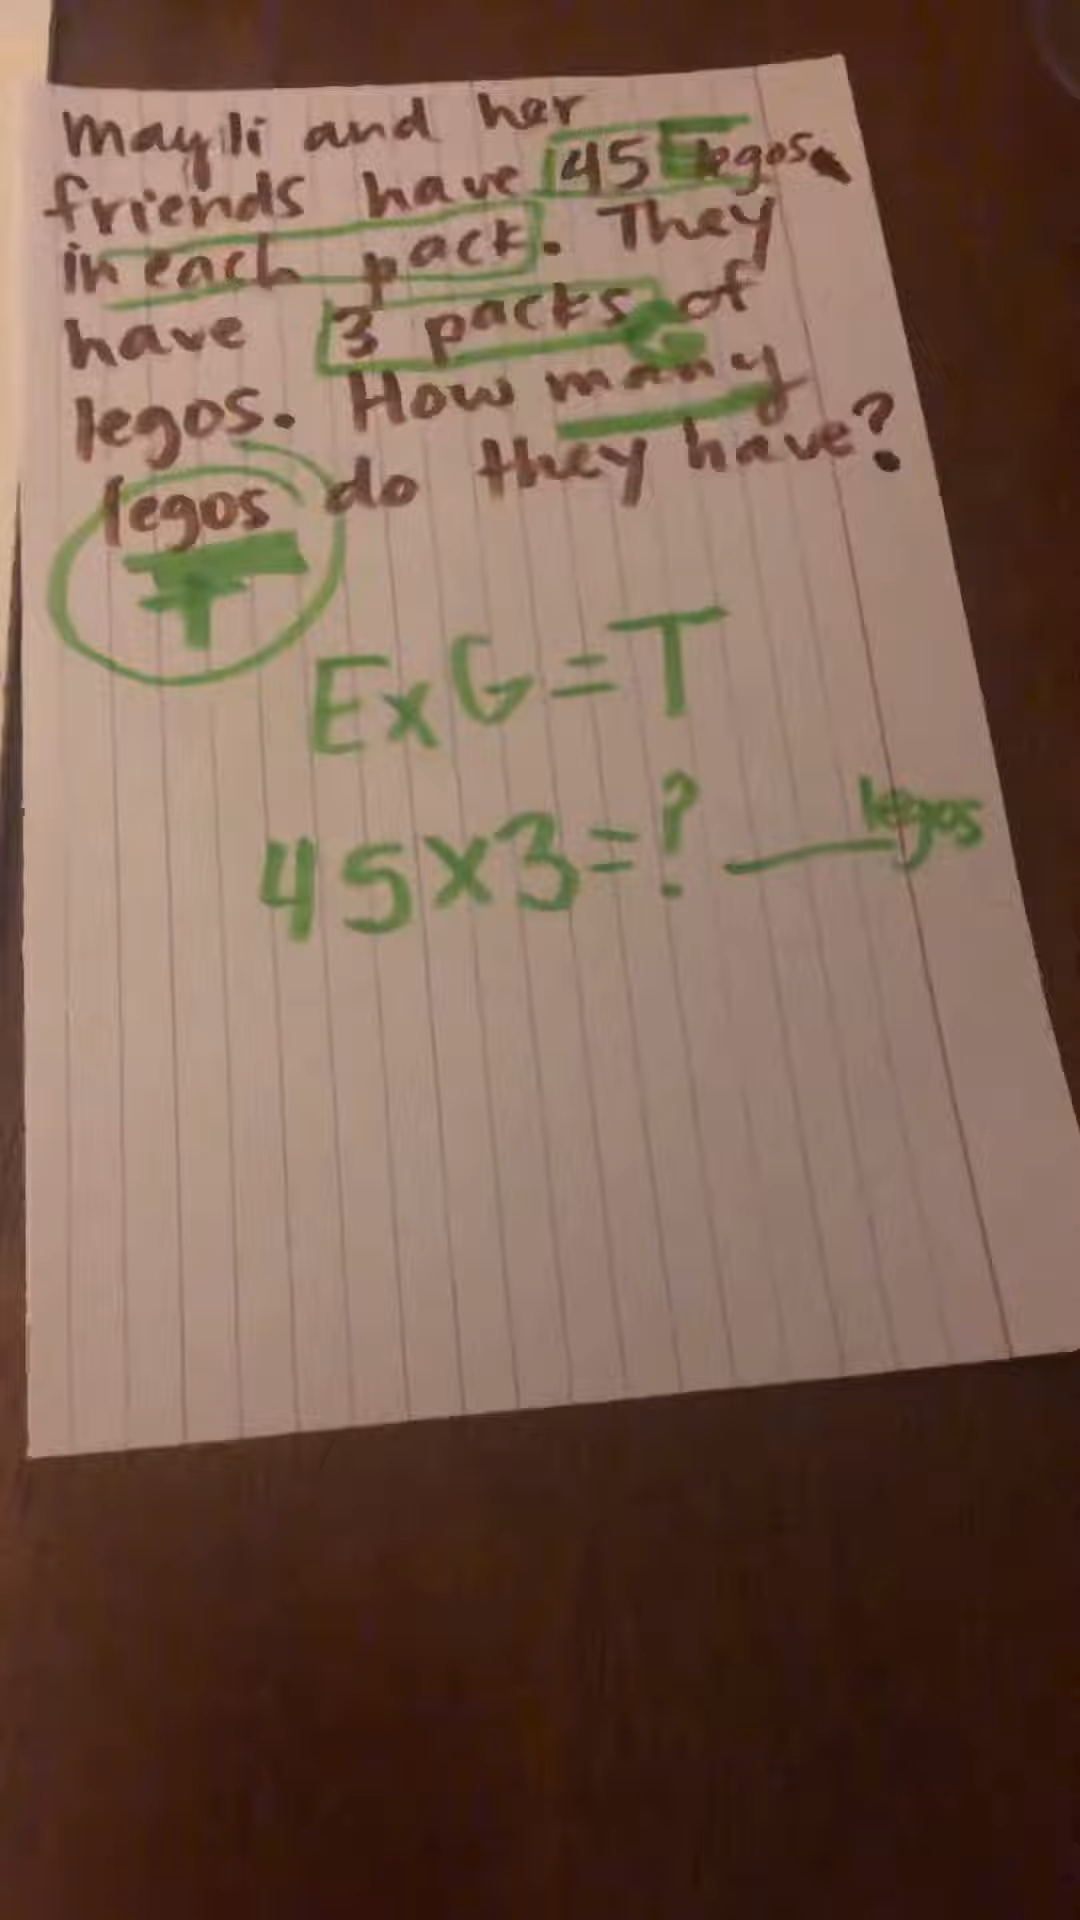 mayli and her
friends have 45 E legos
in each pack. They
have 3 packs G of
legos. How many
legos do they have?
T
E x G = T
45 x 3 = ? ____ legos